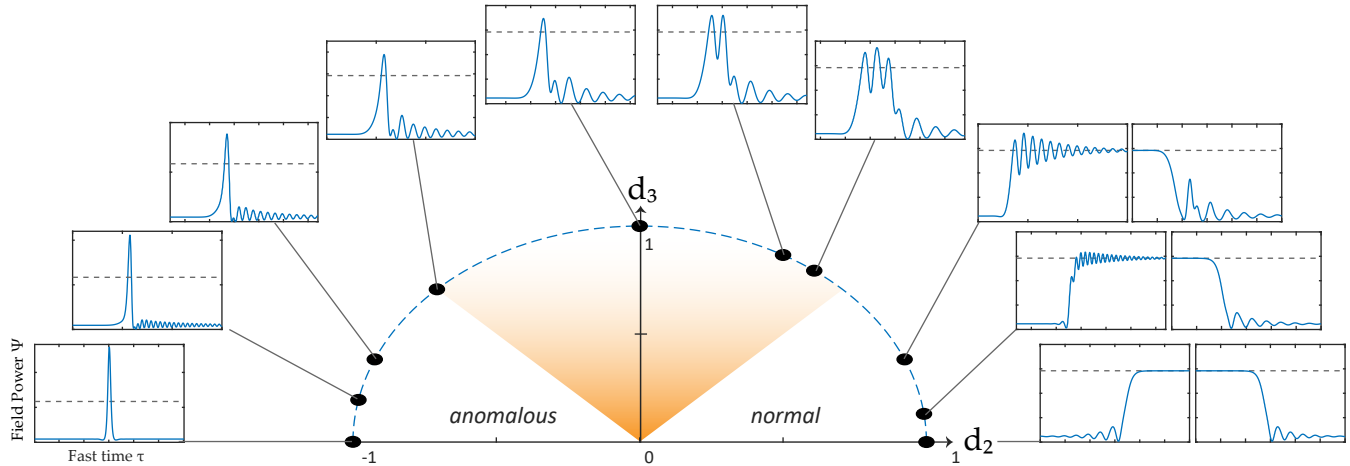 d3
1
Field Power Ψ
anomalous
normal
d2
Fast time τ
-1
0
1